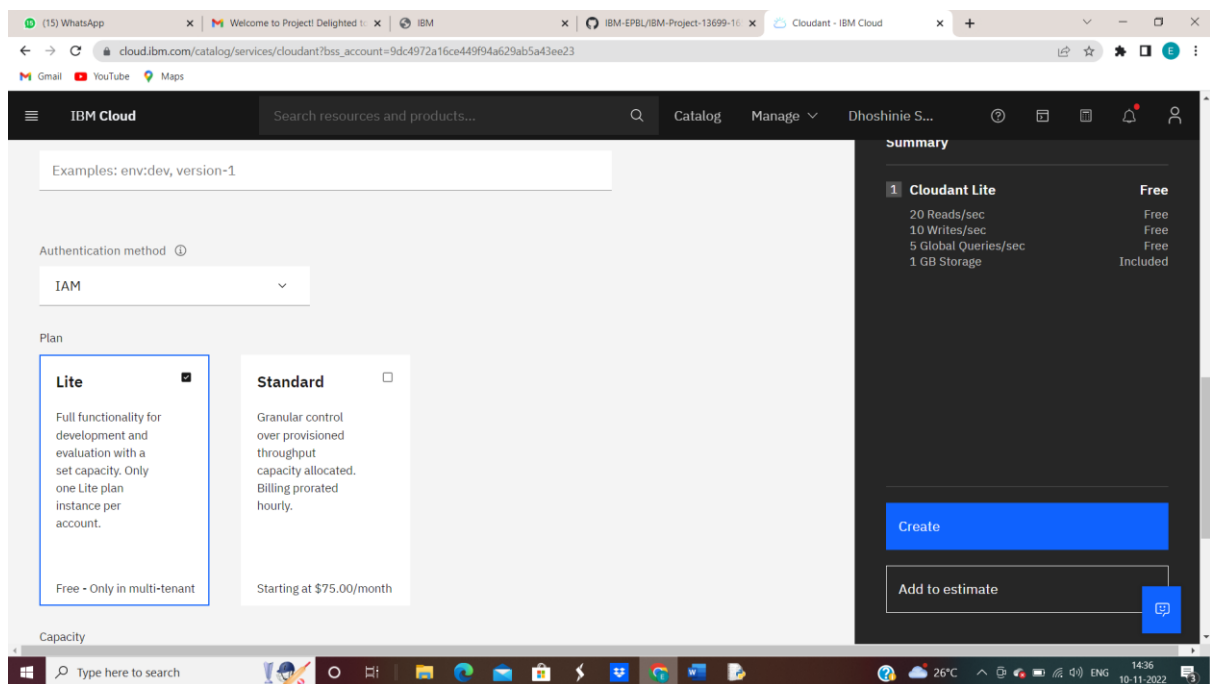 (15) WhatsApp
Welcome to Project! Delighted to
IBM
IBM-EPBL/IBM-Project-13699-16
Cloudant - IBM Cloud
cloud.ibm.com/catalog/services/cloudant?bss_account=9dc4972a16ce449f94a629ab5a43ee23
E
Gmail YouTube Maps
IBM Cloud
Search resources and products...
Catalog Manage Dhoshinie S...
Summary
Examples: env:dev, version-1
1 Cloudant Lite Free
20 Reads/sec Free
10 Writes/sec Free
5 Global Queries/sec Free
1 GB Storage Included
Authentication method
IAM
Plan
Lite
Full functionality for
development and
evaluation with a
set capacity. Only
one Lite plan
instance per
account.
Free - Only in multi-tenant
Standard
Granular control
over provisioned
throughput
capacity allocated.
Billing prorated
hourly.
Starting at $75.00/month
Create
Add to estimate
Capacity
Type here to search
26°C
ENG
14:36
10-11-2022
3